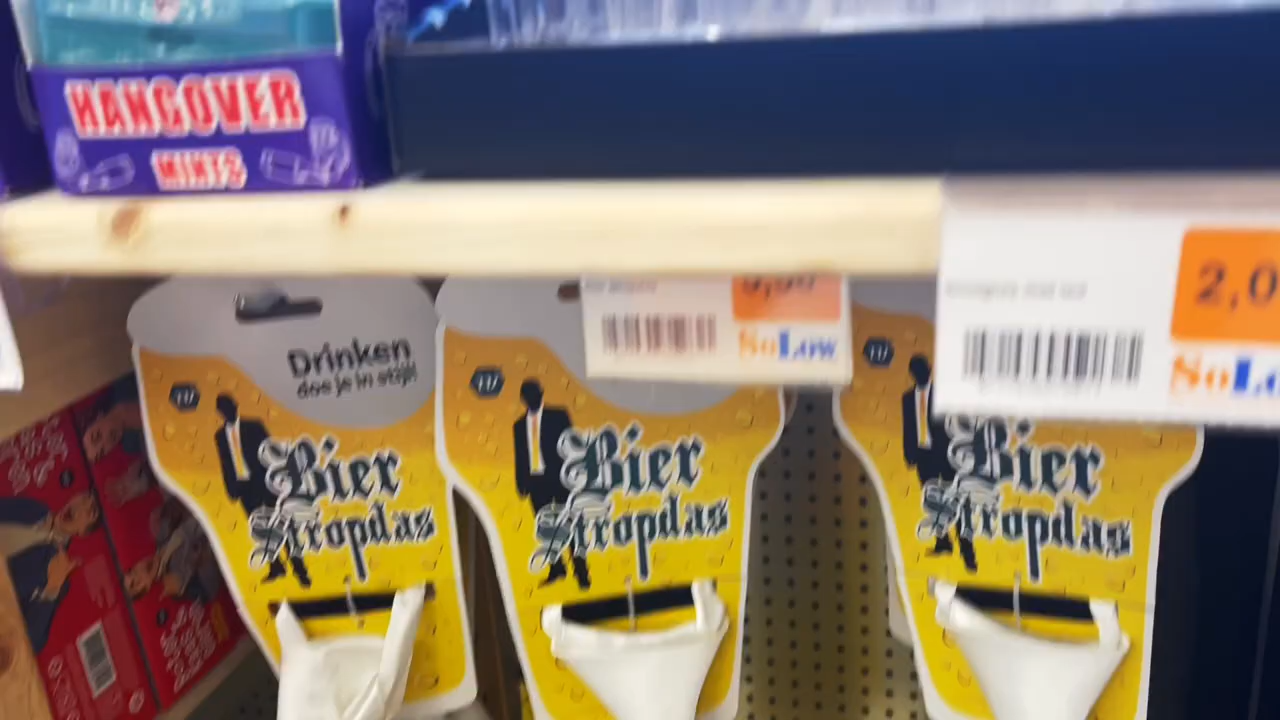 HANGOVER
MINTS
2,0
SoLow
SoLo
Drinken
doe je in stijl!
Bier
Stropdas
Bier
Stropdas
Bier
Stropdas